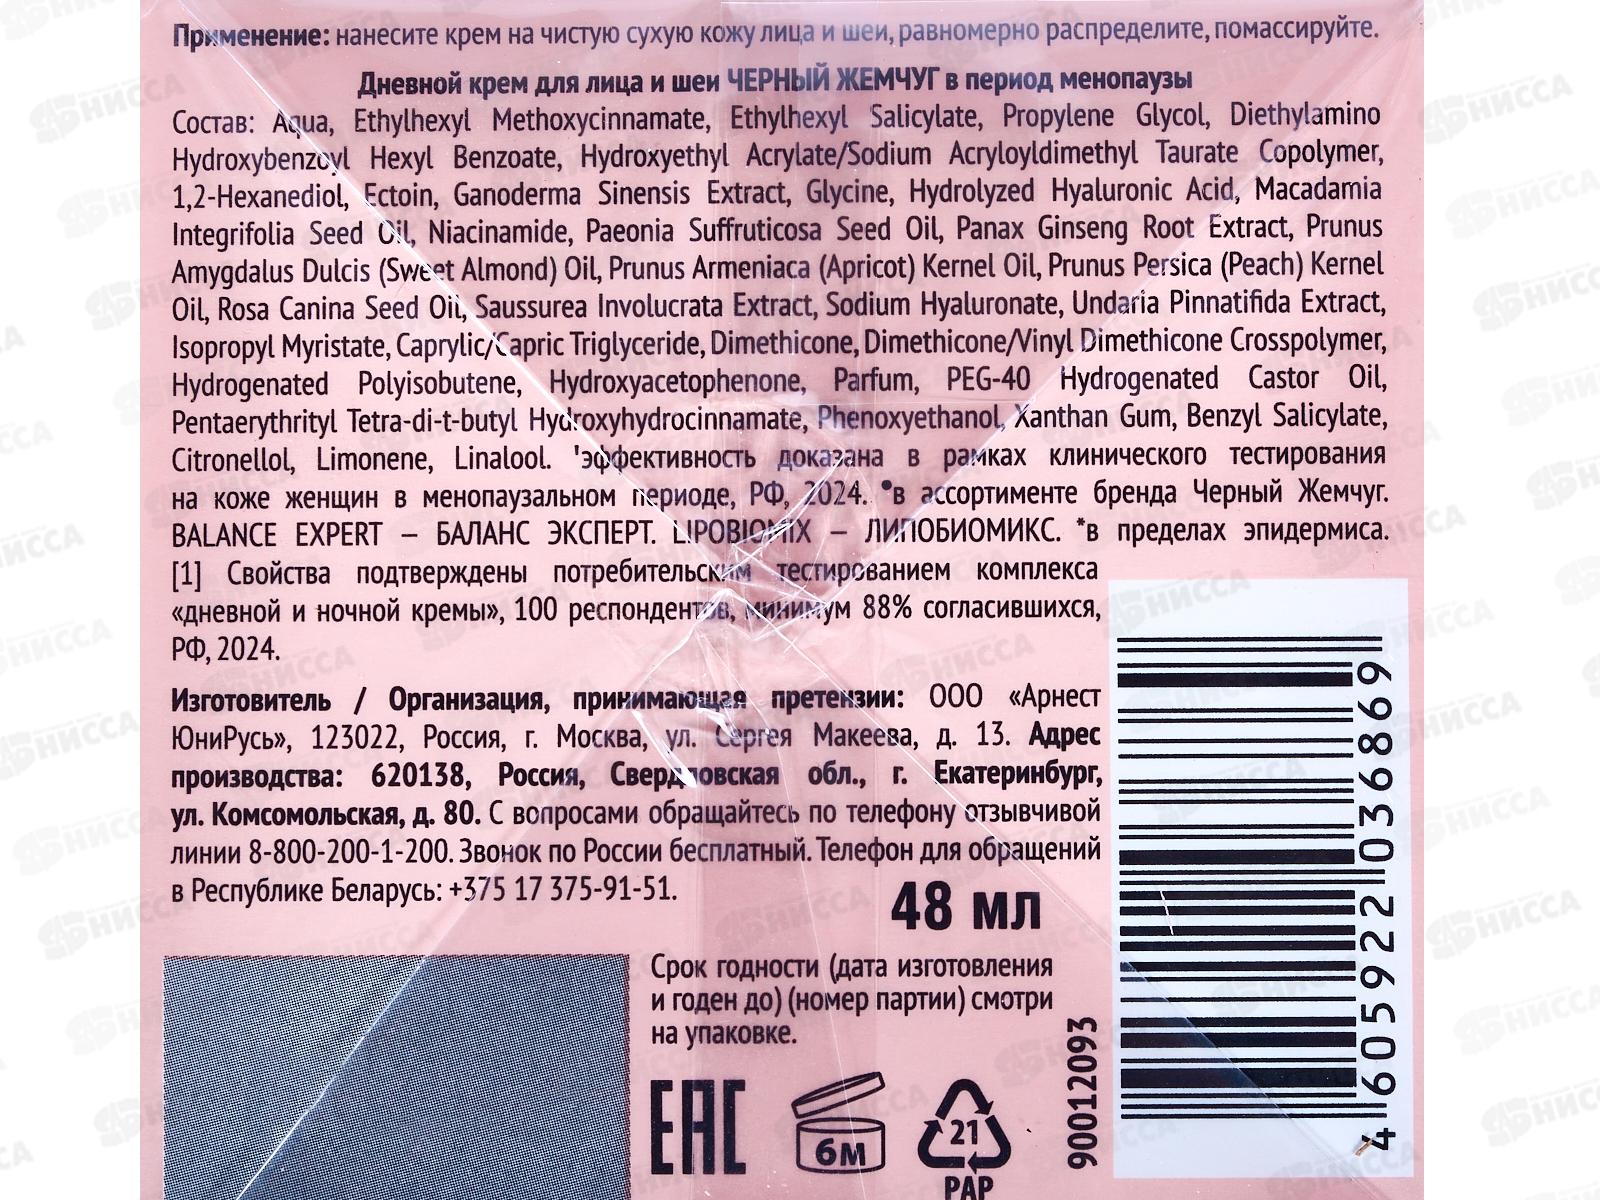 Применение: нанесите крем на чистую сухую кожу лица и шеи, равномерно распределите, помассируйте.
Дневной крем для лица и шеи ЧЕРНЫЙ ЖЕМЧУГ в период менопаузы
Состав: Aqua, Ethylhexyl Methoxycinnamate, Ethylhexyl Salicylate, Propylene Glycol, Diethylamino
Hydroxybenzoyl Hexyl Benzoate, Hydroxyethyl Acrylate/Sodium Acryloyldimethyl Taurate Copolymer,
1,2-Hexanediol, Ectoin, Ganoderma Sinensis Extract, Glycine, Hydrolyzed Hyaluronic Acid, Macadamia
Integrifolia Seed Oil, Niacinamide, Paeonia Suffruticosa Seed Oil, Panax Ginseng Root Extract, Prunus
Amygdalus Dulcis (Sweet Almond) Oil, Prunus Armeniaca (Apricot) Kernel Oil, Prunus Persica (Peach) Kernel
Oil, Rosa Canina Seed Oil, Saussurea Involucrata Extract, Sodium Hyaluronate, Undaria Pinnatifida Extract,
Isopropyl Myristate, Caprylic/Capric Triglyceride, Dimethicone, Dimethicone/Vinyl Dimethicone Crosspolymer,
Hydrogenated Polyisobutene, Hydroxyacetophenone, Parfum, PEG-40 Hydrogenated Castor Oil,
Pentaerythrityl Tetra-di-t-butyl Hydroxyhydrocinnamate, Phenoxyethanol, Xanthan Gum, Benzyl Salicylate,
Citronellol, Limonene, Linalool. ¹эффективность доказана в рамках клинического тестирования
на коже женщин в менопаузальном периоде, РФ, 2024. •в ассортименте бренда Черный Жемчуг.
BALANCE EXPERT – БАЛАНС ЭКСПЕРТ. LIPOBIOMIX – ЛИПОБИОМИКС. *в пределах эпидермиса.
[1] Свойства подтверждены потребительским тестированием комплекса
«дневной и ночной кремы», 100 респондентов, минимум 88% согласившихся,
РФ, 2024.
Изготовитель / Организация, принимающая претензии: ООО «Арнест
ЮниРусь», 123022, Россия, г. Москва, ул. Сергея Макеева, д. 13. Адрес
производства: 620138, Россия, Свердловская обл., г. Екатеринбург,
ул. Комсомольская, д. 80. С вопросами обращайтесь по телефону отзывчивой
линии 8-800-200-1-200. Звонок по России бесплатный. Телефон для обращений
в Республике Беларусь: +375 17 375-91-51.
48 мл
Срок годности (дата изготовления
и годен до) (номер партии) смотри
на упаковке.
EAC
6м
21
PAP
90012093
4 605922 036869
НИССА